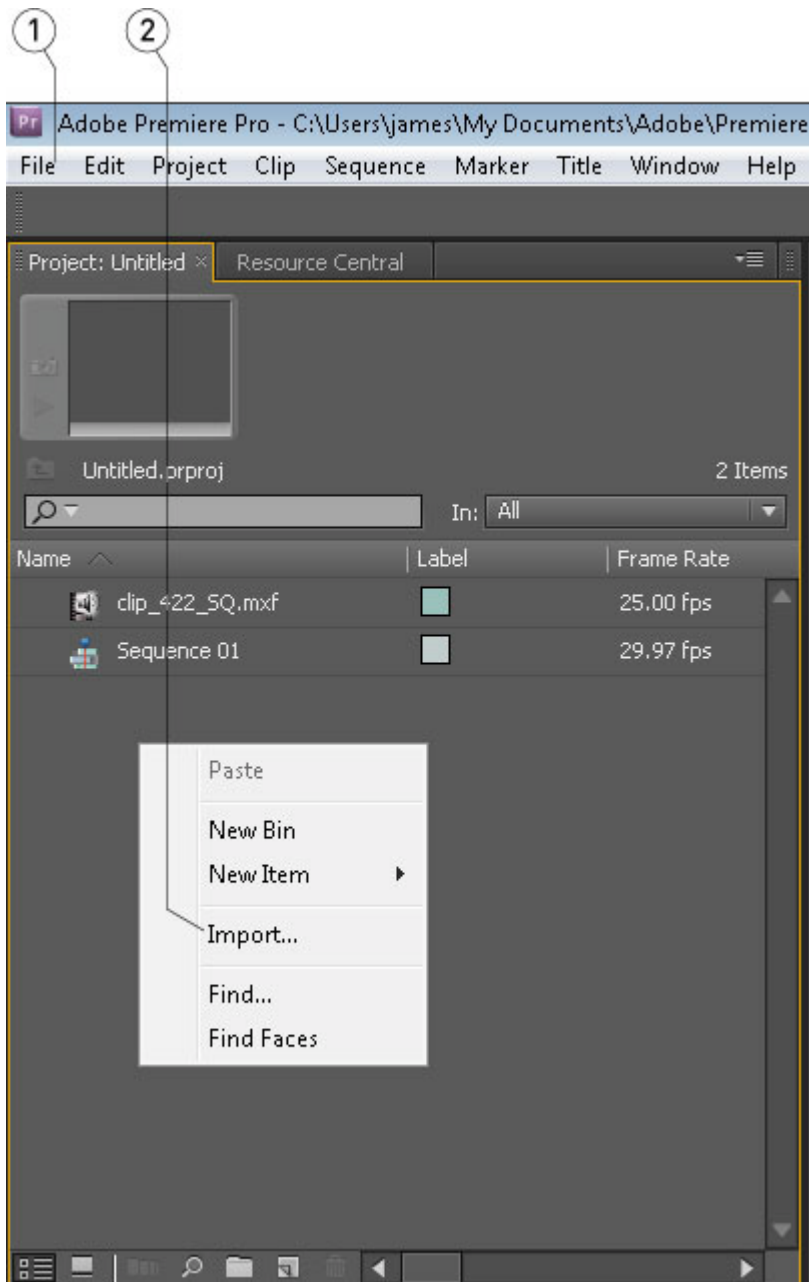 1 2
Pr Adobe Premiere Pro - C:\Users\james\My Documents\Adobe\Premiere
File Edit Project Clip Sequence Marker Title Window Help
Project: Untitled × Resource Central
Untitled.prproj 2 Items
In: All
Name Label Frame Rate
clip_422_SQ.mxf 25.00 fps
Sequence 01 29.97 fps
Paste
New Bin
New Item
Import...
Find...
Find Faces